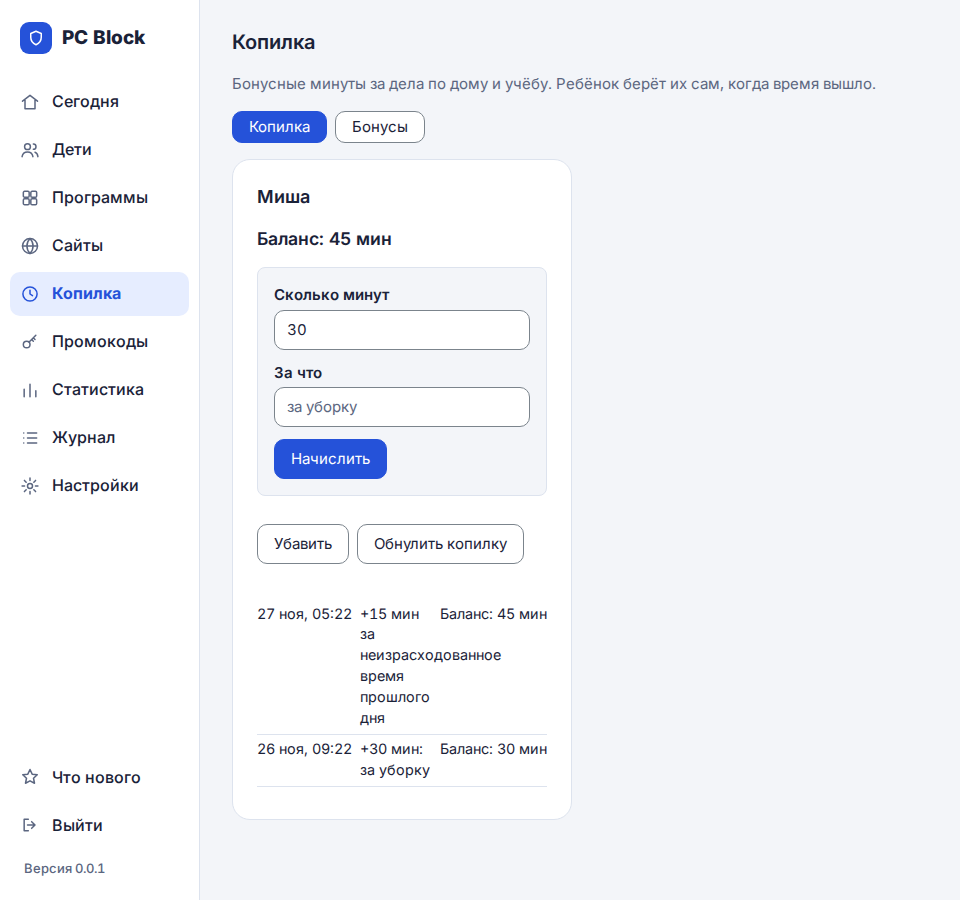 PC Block
Сегодня
Дети
Программы
Сайты
Копилка
Промокоды
Статистика
Журнал
Настройки
Что нового
Выйти
Версия 0.0.1
Копилка
Бонусные минуты за дела по дому и учёбу. Ребёнок берёт их сам, когда время вышло.
Копилка
Бонусы
Миша
Баланс: 45 мин
Сколько минут
30
За что
за уборку
Начислить
Убавить
Обнулить копилку
27 ноя, 05:22 +15 мин Баланс: 45 мин
за
неизрасходованное
время
прошлого
дня
26 ноя, 09:22 +30 мин: Баланс: 30 мин
за уборку